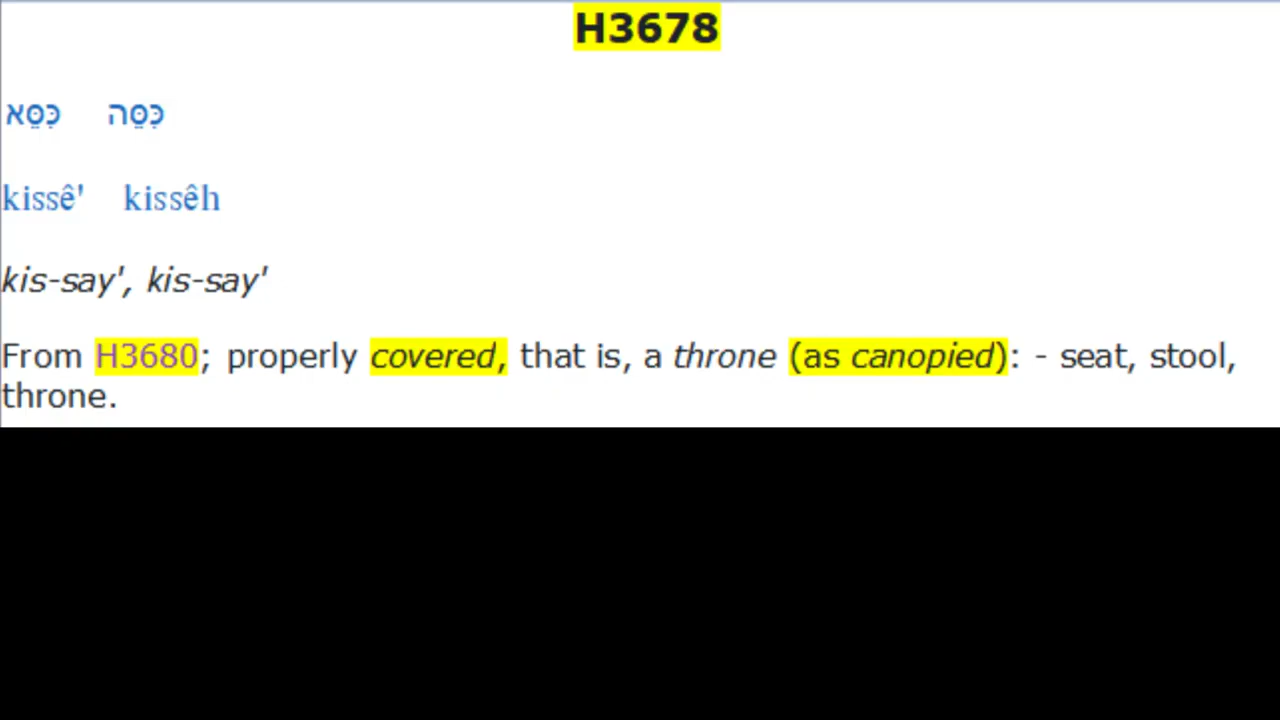 H3678
כִּסֵּא כִּסֵּה
kissê' kissêh
kis-say', kis-say'
From H3680; properly covered, that is, a throne (as canopied): - seat, stool,
throne.